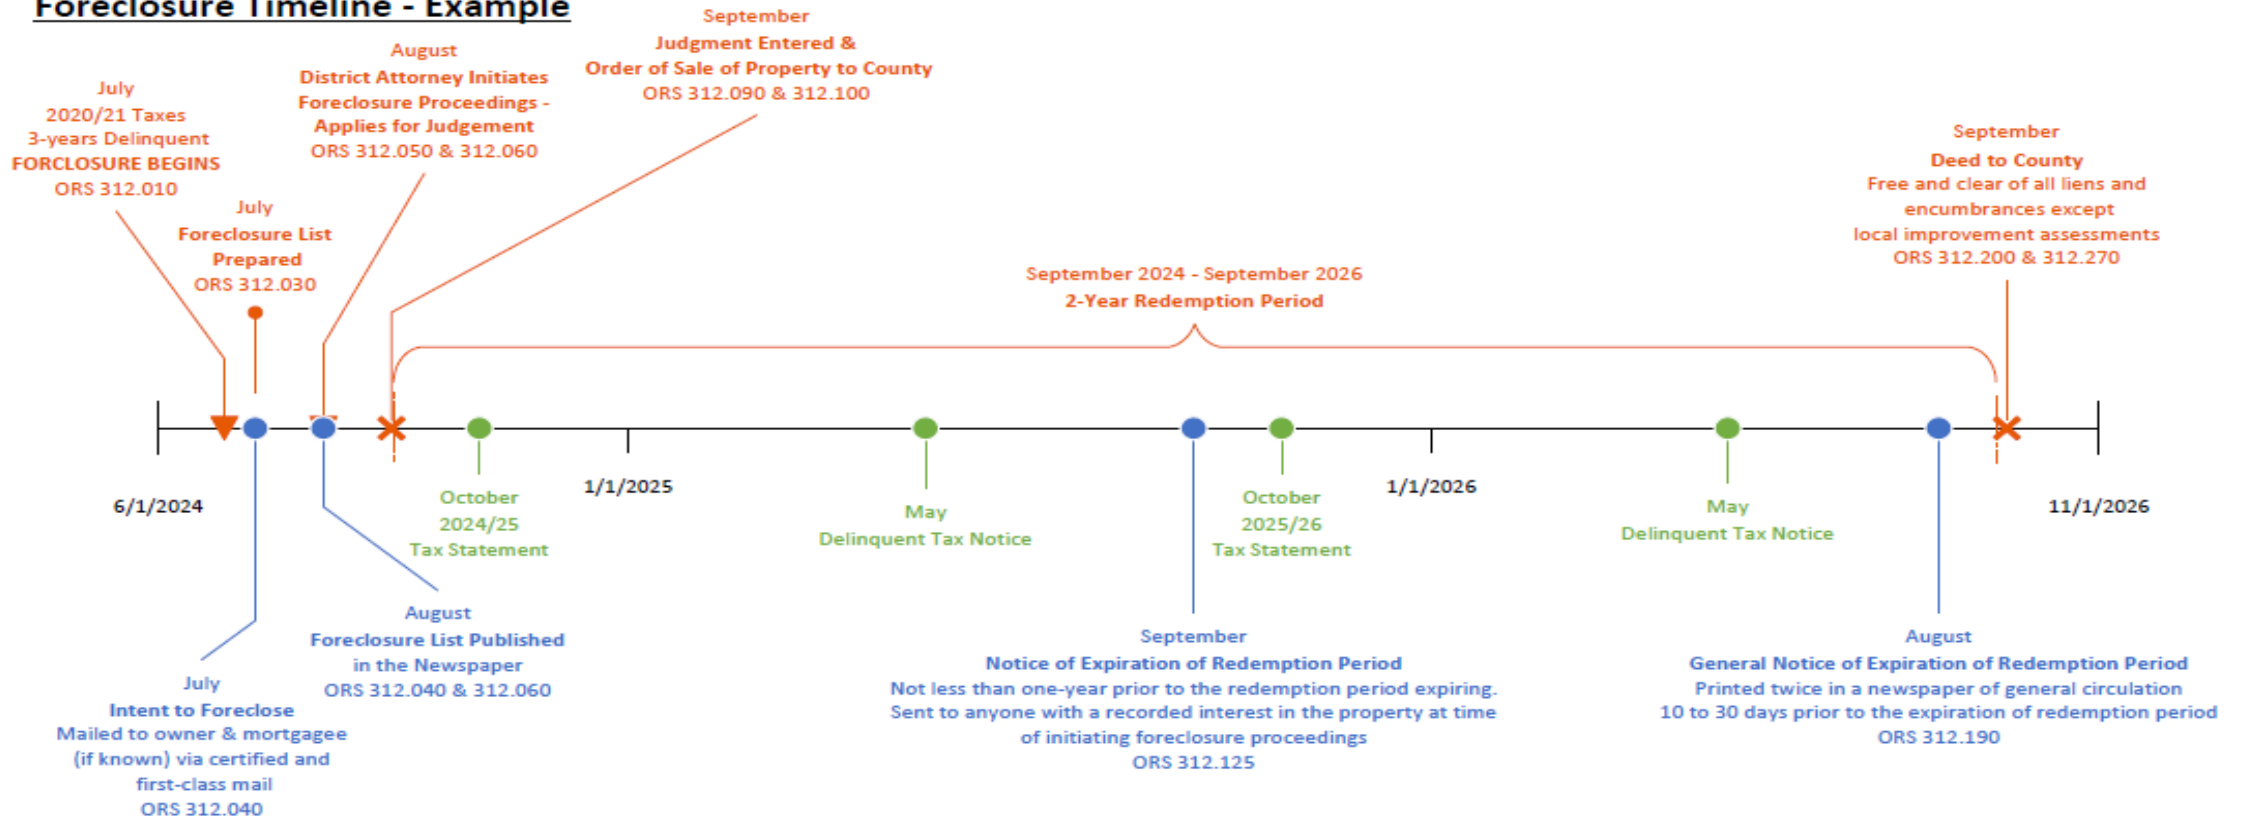 Foreclosure Timeline - Example
July
2020/21 Taxes
3-years Delinquent
FORCLOSURE BEGINS
ORS 312.010
July
Foreclosure List
Prepared
ORS 312.030
August
District Attorney Initiates
Foreclosure Proceedings -
Applies for Judgement
ORS 312.050 & 312.060
September
Judgment Entered &
Order of Sale of Property to County
ORS 312.090 & 312.100
September 2024 - September 2026
2-Year Redemption Period
September
Deed to County
Free and clear of all liens and
encumbrances except
local improvement assessments
ORS 312.200 & 312.270
6/1/2024
October
2024/25
Tax Statement
1/1/2025
May
Delinquent Tax Notice
October
2025/26
Tax Statement
1/1/2026
May
Delinquent Tax Notice
11/1/2026
July
Intent to Foreclose
Mailed to owner & mortgagee
(if known) via certified and
first-class mail
ORS 312.040
August
Foreclosure List Published
in the Newspaper
ORS 312.040 & 312.060
September
Notice of Expiration of Redemption Period
Not less than one-year prior to the redemption period expiring.
Sent to anyone with a recorded interest in the property at time
of initiating foreclosure proceedings
ORS 312.125
August
General Notice of Expiration of Redemption Period
Printed twice in a newspaper of general circulation
10 to 30 days prior to the expiration of redemption period
ORS 312.190